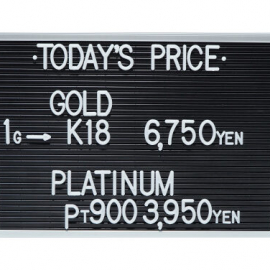 ·TODAY'S PRICE·
GOLD
1G→ K18 6,750YEN
PLATINUM
PT900 3,950YEN